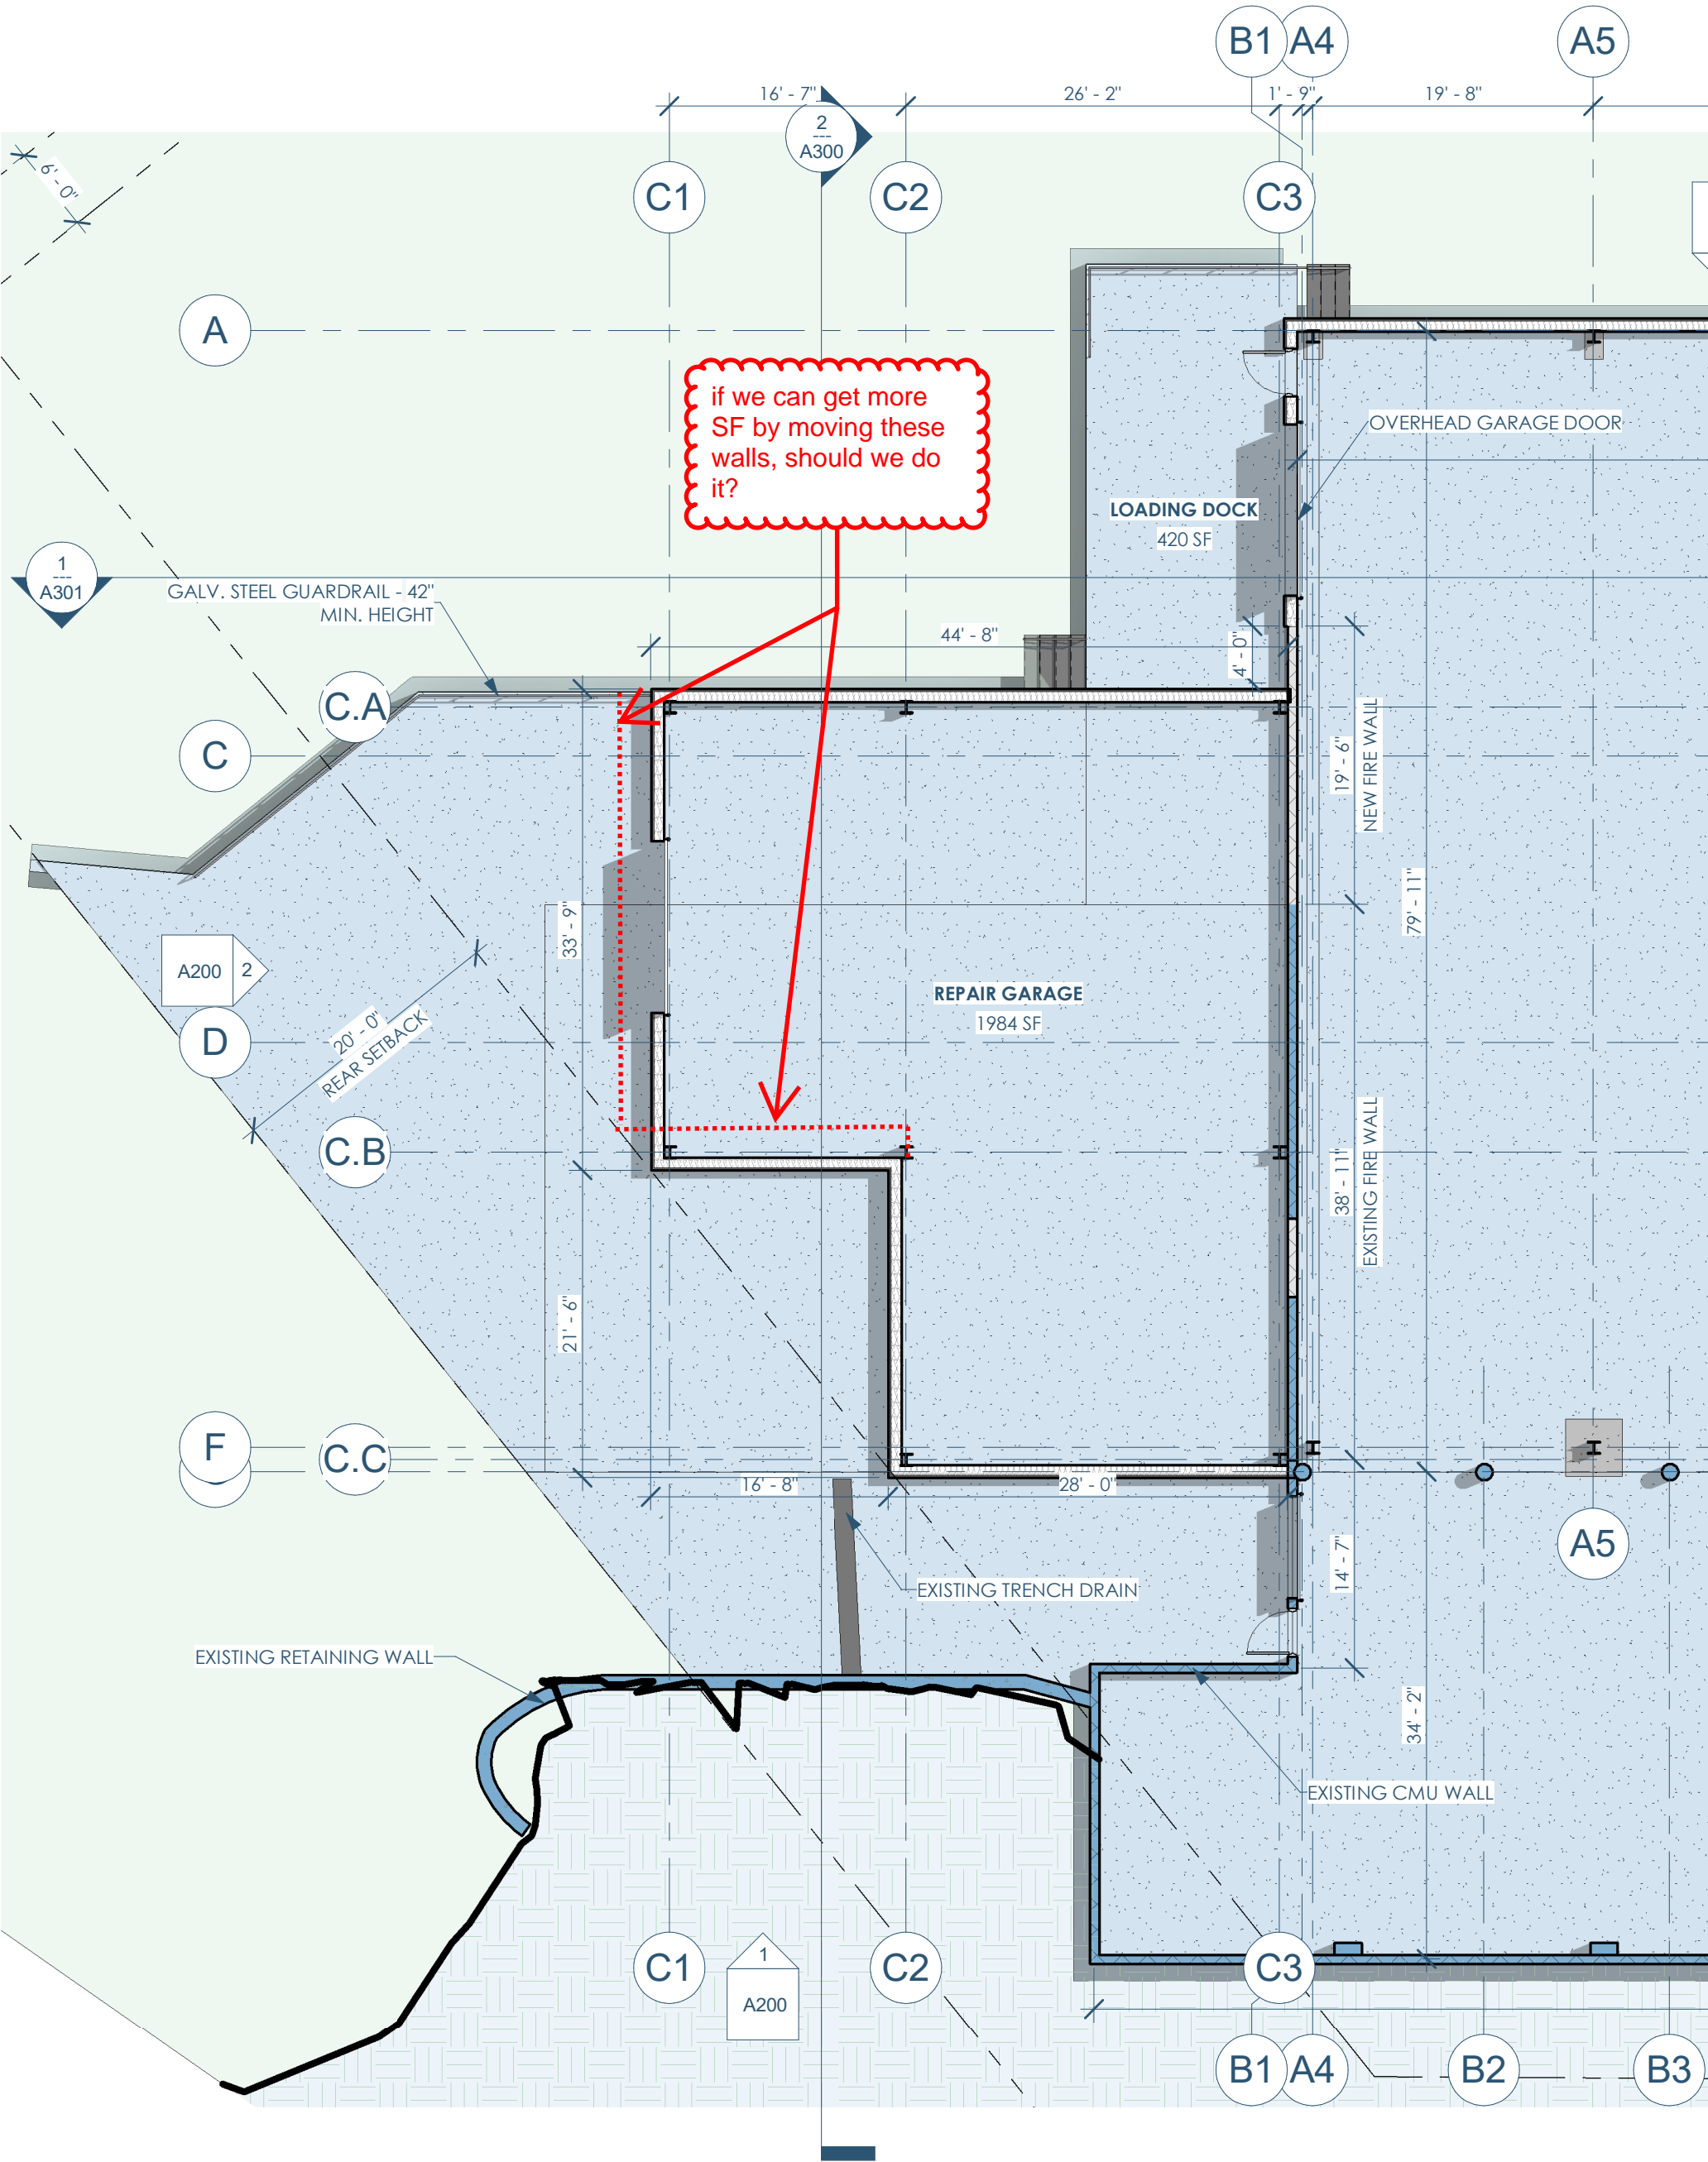 B1
A4
A5
16' - 7"
26' - 2"
1' - 9"
19' - 8"
2
---
A300
6' - 0"
C1
C2
C3
A
if we can get more
SF by moving these
walls, should we do
it?
OVERHEAD GARAGE DOOR
LOADING DOCK
420 SF
1
---
A301
GALV. STEEL GUARDRAIL - 42"
MIN. HEIGHT
44' - 8"
4' - 0"
C.A
C
19' - 6"
NEW FIRE WALL
33' - 9"
79' - 11"
A200
2
REPAIR GARAGE
1984 SF
D
20' - 0"
REAR SETBACK
C.B
38' - 11"
EXISTING FIRE WALL
21' - 6"
F
C.C
16' - 8"
28' - 0"
A5
14' - 7"
EXISTING TRENCH DRAIN
EXISTING RETAINING WALL
34' - 2"
EXISTING CMU WALL
C1
1
A200
C2
C3
B1
A4
B2
B3